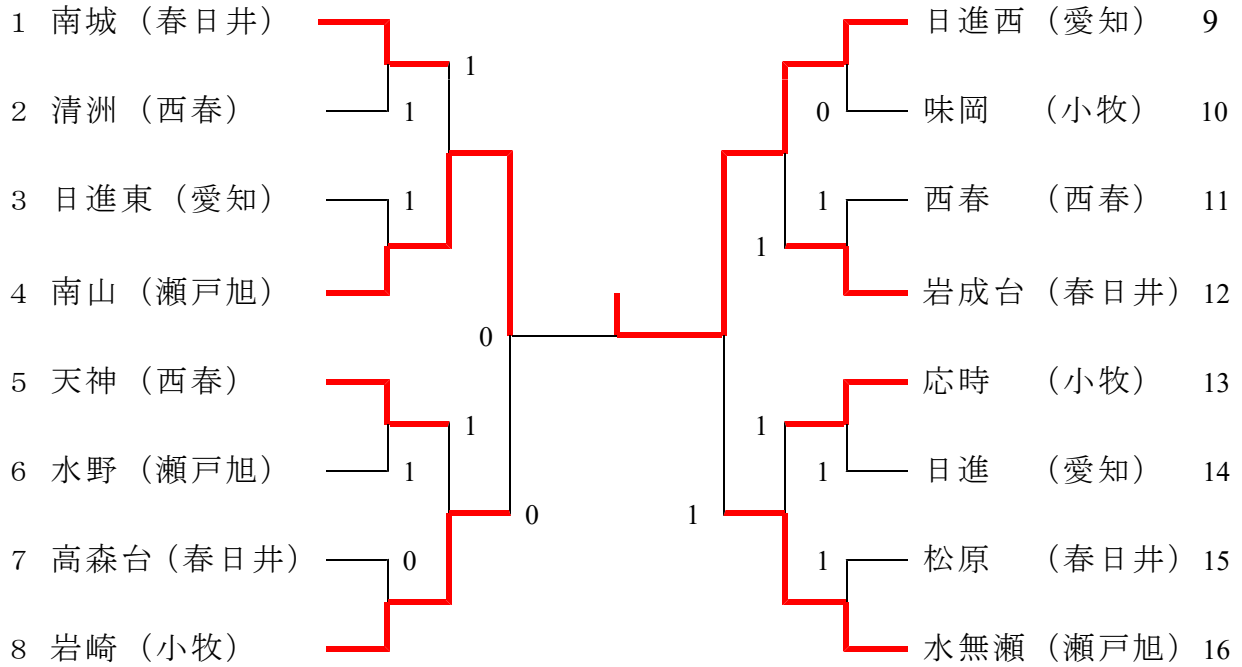 1 南城（春日井） 日進西（愛知） 9
1
2 清洲（西春） 1 0 味岡 （小牧） 10
3 日進東（愛知） 1 1 西春 （西春） 11
1
4 南山（瀬戸旭） 岩成台（春日井） 12
0
5 天神（西春） 応時 （小牧） 13
1 1
6 水野（瀬戸旭） 1 1 日進 （愛知） 14
0 1
7 高森台（春日井） 0 1 松原 （春日井） 15
8 岩崎（小牧） 水無瀬（瀬戸旭） 16